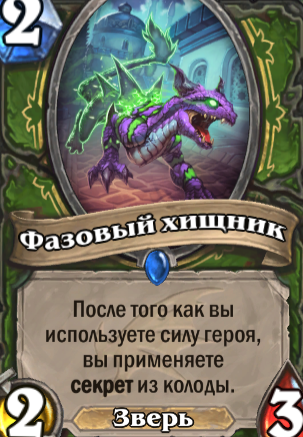 2
Фазовый хищник
После того как вы
используете силу героя,
вы применяете
секрет из колоды.
2 Зверь 3